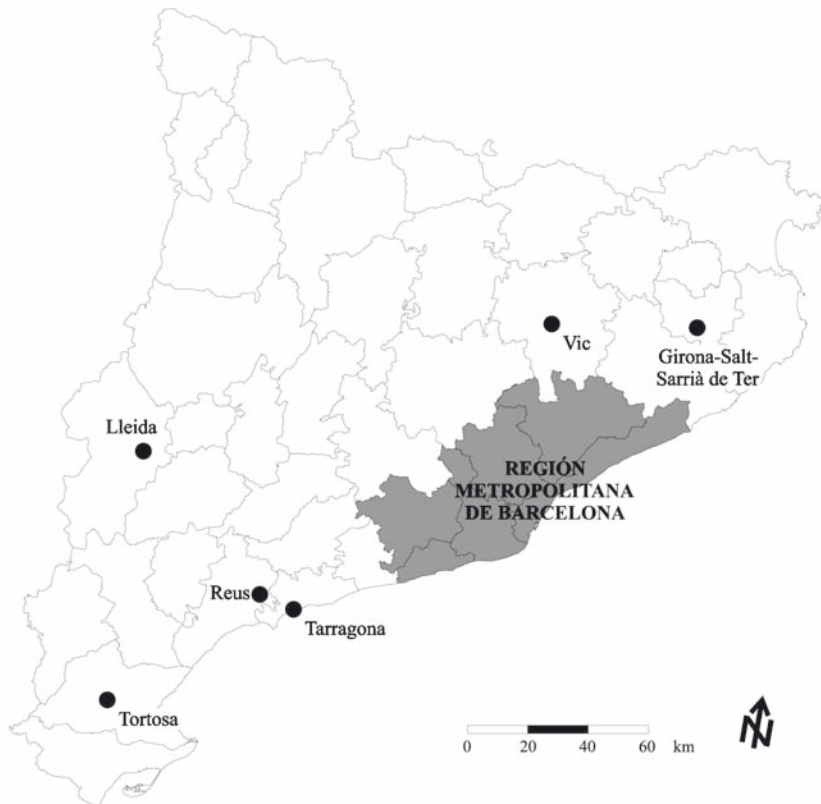 Vic
Girona-Salt-
Sarrià de Ter
Lleida
REGIÓN
METROPOLITANA
DE BARCELONA
Reus
Tarragona
Tortosa
N
0 20 40 60 km